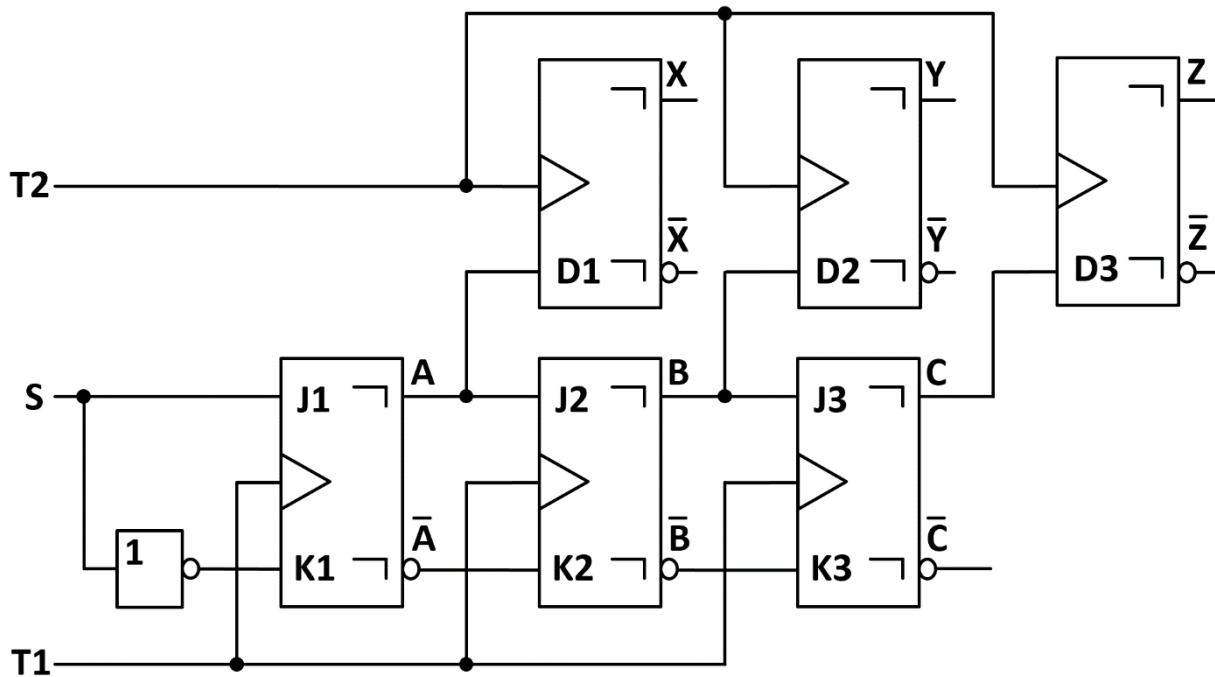 X Y Z
T2
X̅ Y̅ Z̅
D1 D2 D3
S J1 A J2 B J3 C
1 A̅ B̅ C̅
K1 K2 K3
T1